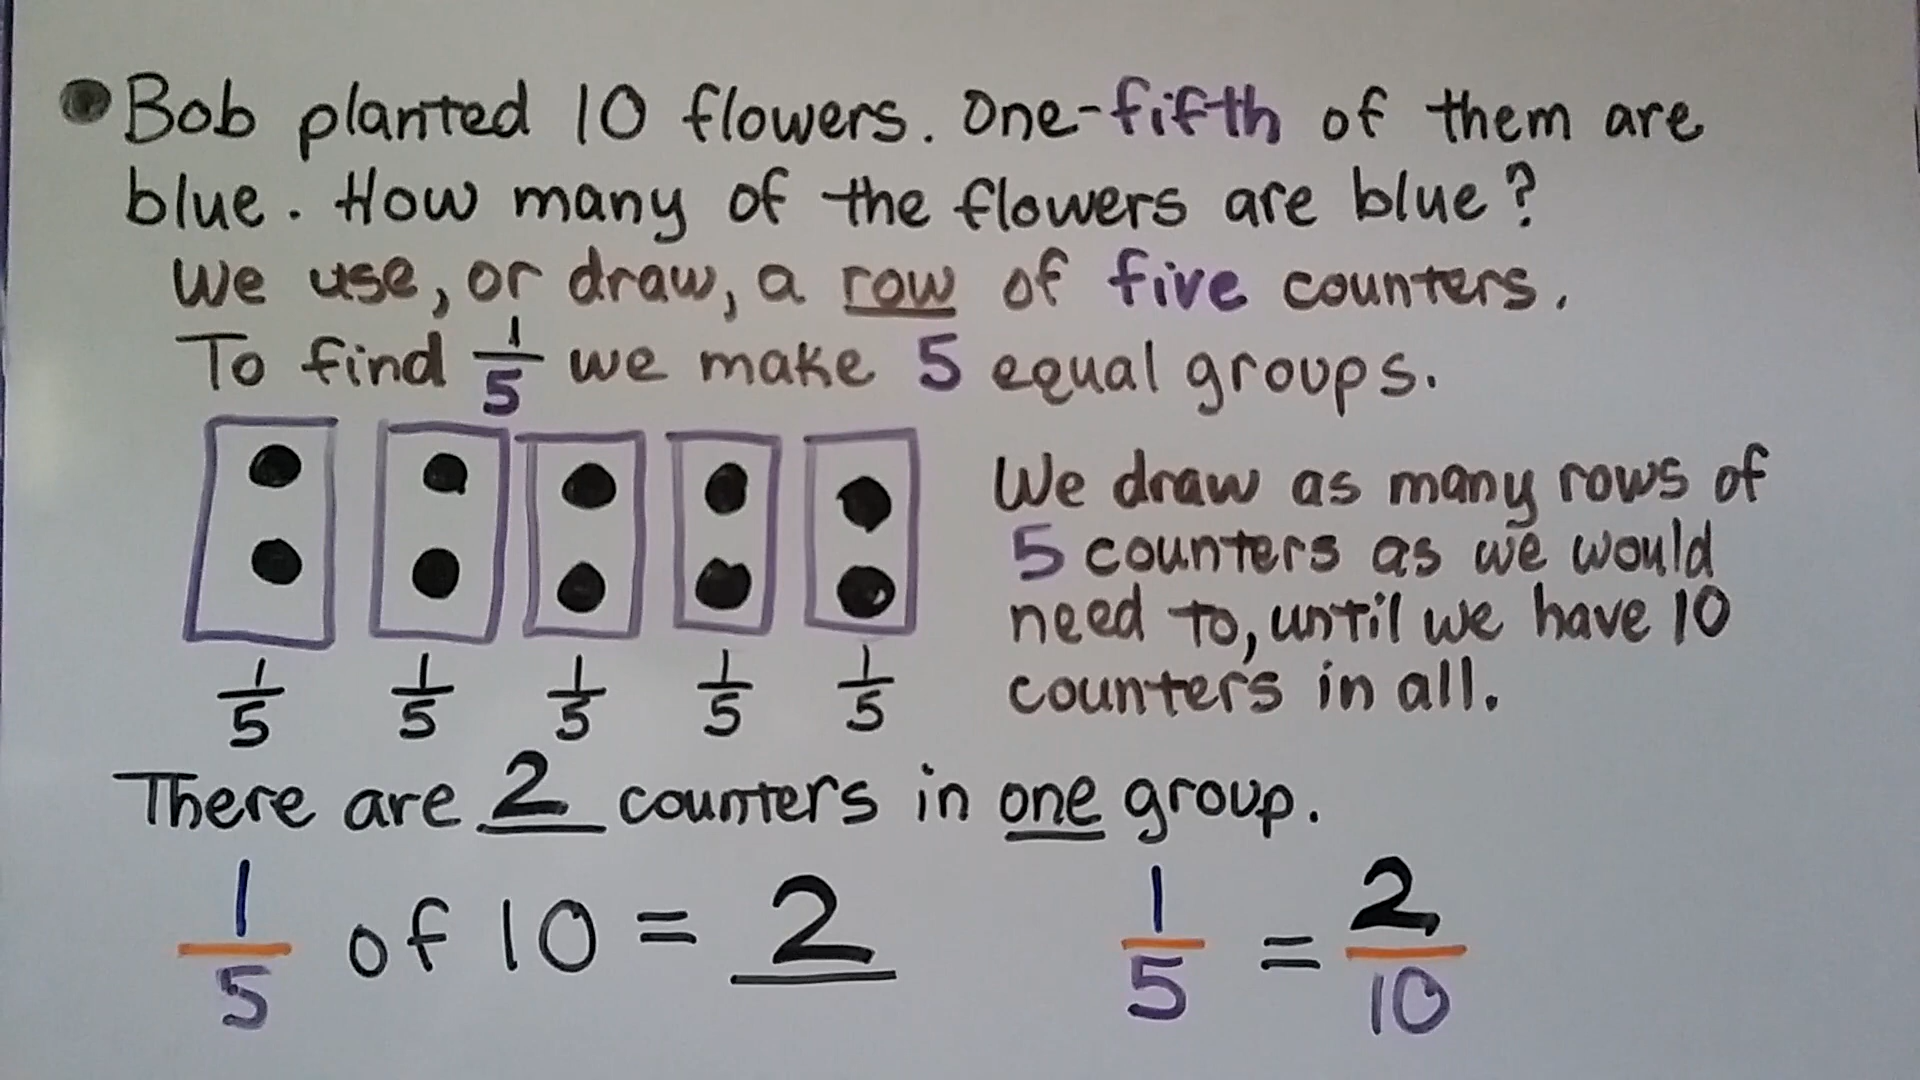 Bob planted 10 flowers. One-fifth of them are
blue. How many of the flowers are blue?
We use, or draw, a row of five counters.
To find 1/5 we make 5 equal groups.
We draw as many rows of
5 counters as we would
need to, until we have 10
counters in all.
1/5 1/5 1/5 1/5 1/5
There are 2 counters in one group.
1/5 of 10 = 2 1/5 = 2/10